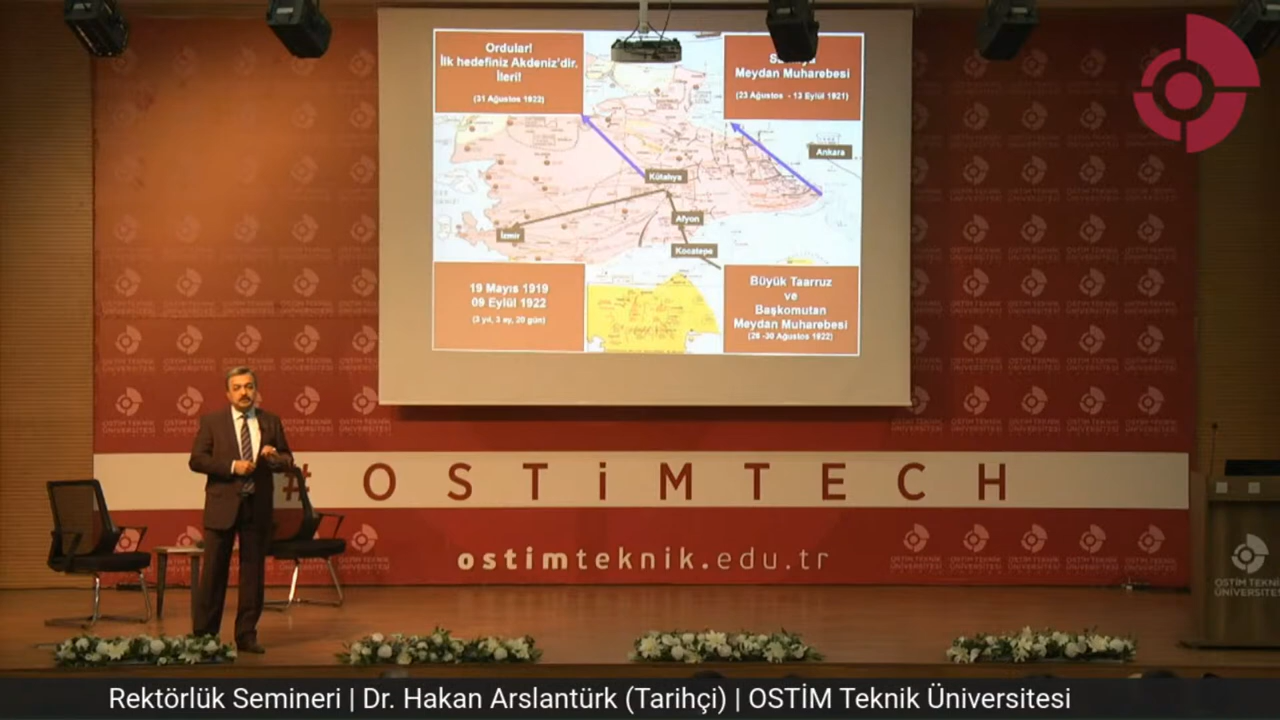 Ordular!
İlk hedefiniz Akdeniz'dir.
İleri!
(31 Ağustos 1922)
Meydan Muharebesi
(23 Ağustos - 13 Eylül 1921)
Ankara
Kütahya
Afyon
İzmir
Kocatepe
19 Mayıs 1919
09 Eylül 1922
(3 yıl, 3 ay, 20 gün)
Büyük Taarruz
ve
Başkomutan
Meydan Muharebesi
(26 -30 Ağustos 1922)
#OSTİMTECH
ostimteknik.edu.tr
OSTİM TEKNİK
ÜNİVERSİTESİ
Rektörlük Semineri | Dr. Hakan Arslantürk (Tarihçi) | OSTİM Teknik Üniversitesi